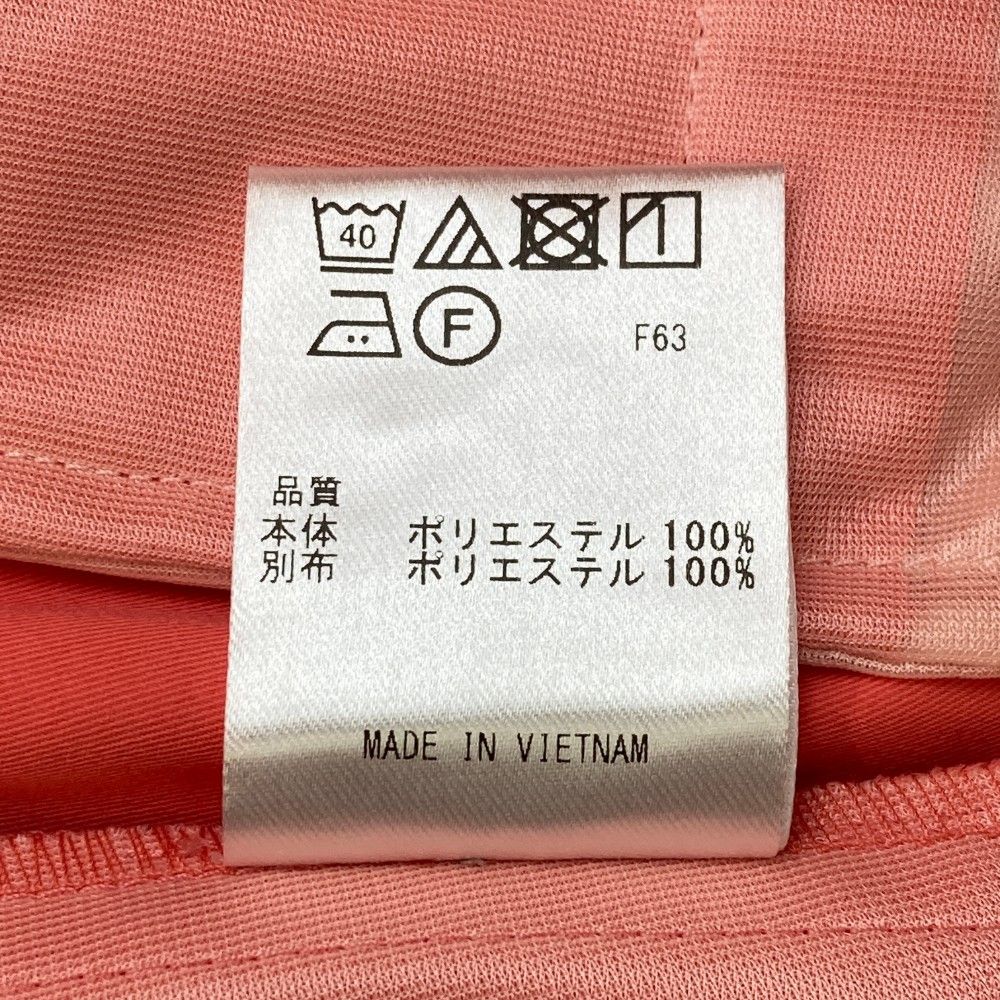 40
F F63
品質
本体 ポリエステル 100%
別布 ポリエステル 100%
MADE IN VIETNAM